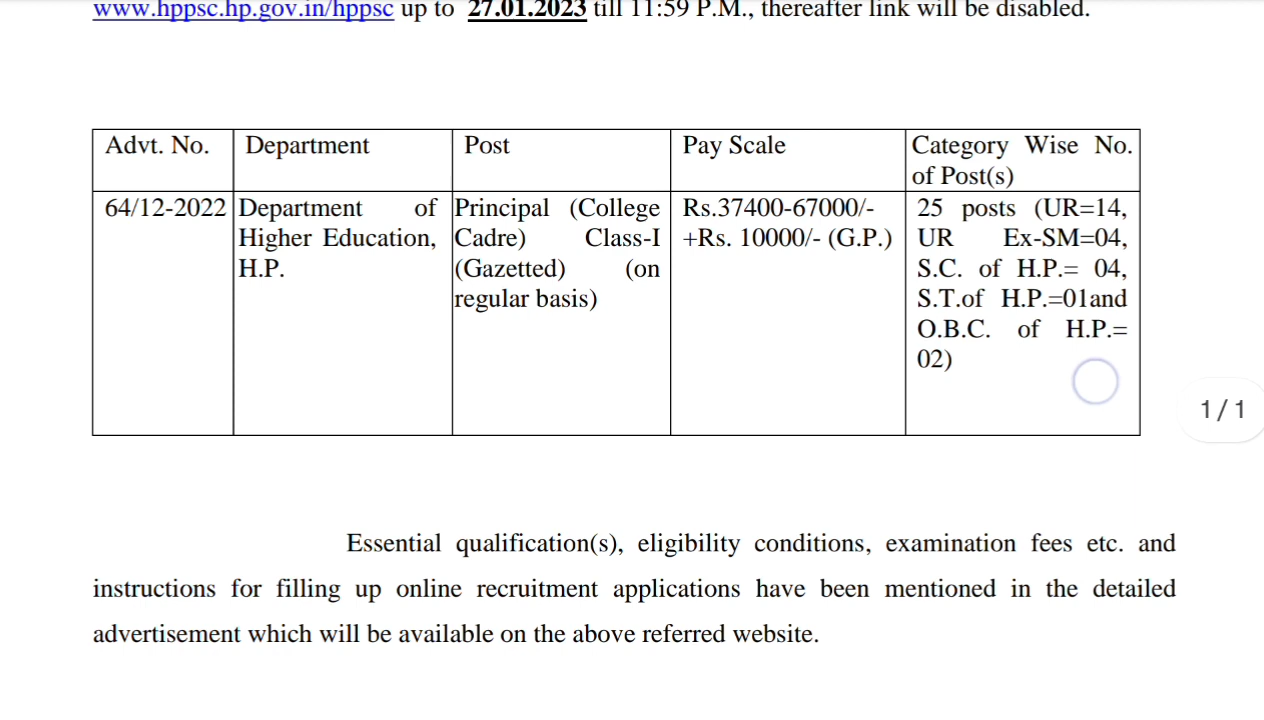 www.hppsc.hp.gov.in/hppsc up to 27.01.2023 till 11:59 P.M., thereafter link will be disabled.
Advt. No.
Department
Post
Pay Scale
Category Wise No.
of Post(s)
64/12-2022
Department of
Higher Education,
H.P.
Principal (College
Cadre) Class-I
(Gazetted) (on
regular basis)
Rs.37400-67000/-
+Rs. 10000/- (G.P.)
25 posts (UR=14,
UR Ex-SM=04,
S.C. of H.P.= 04,
S.T.of H.P.=01and
O.B.C. of H.P.=
02)
1/1
Essential qualification(s), eligibility conditions, examination fees etc. and
instructions for filling up online recruitment applications have been mentioned in the detailed
advertisement which will be available on the above referred website.